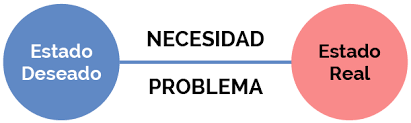 Estado
Deseado
NECESIDAD
PROBLEMA
Estado
Real